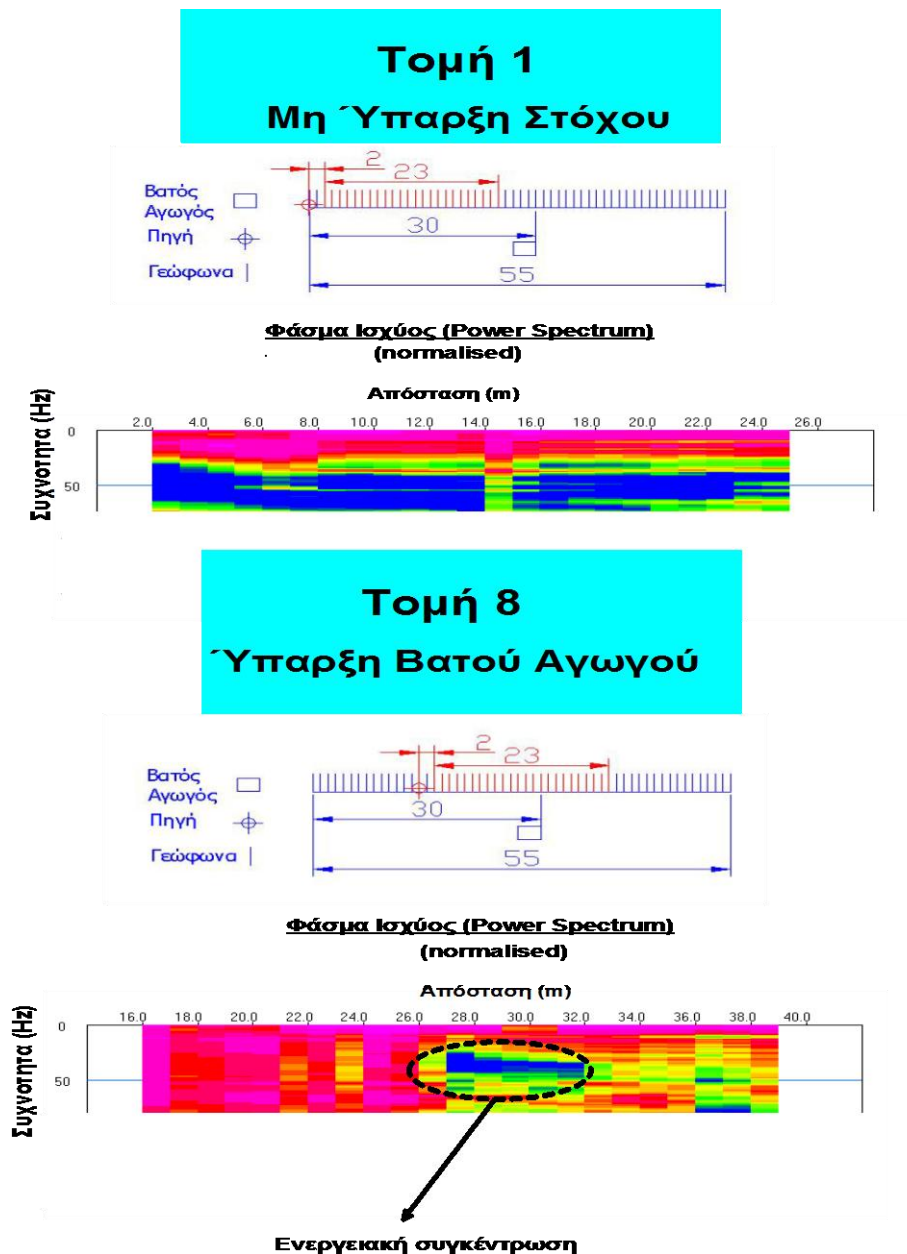 Τομή 1
Μη Ύπαρξη Στόχου
2
23
Βατός
Αγωγός
30
Πηγή
55
Γεώφωνα
Φάσμα Ισχύος (Power Spectrum)
(normalised)
Απόσταση (m)
Συχνοτητα (Hz)
2.0 4.0 6.0 8.0 10.0 12.0 14.0 16.0 18.0 20.0 22.0 24.0 26.0
0
50
Τομή 8
Ύπαρξη Βατού Αγωγού
2
23
Βατός
Αγωγός
30
Πηγή
55
Γεώφωνα
Φάσμα Ισχύος (Power Spectrum)
(normalised)
Απόσταση (m)
Συχνοτητα (Hz)
16.0 18.0 20.0 22.0 24.0 26.0 28.0 30.0 32.0 34.0 36.0 38.0 40.0
0
50
Ενεργειακή συγκέντρωση